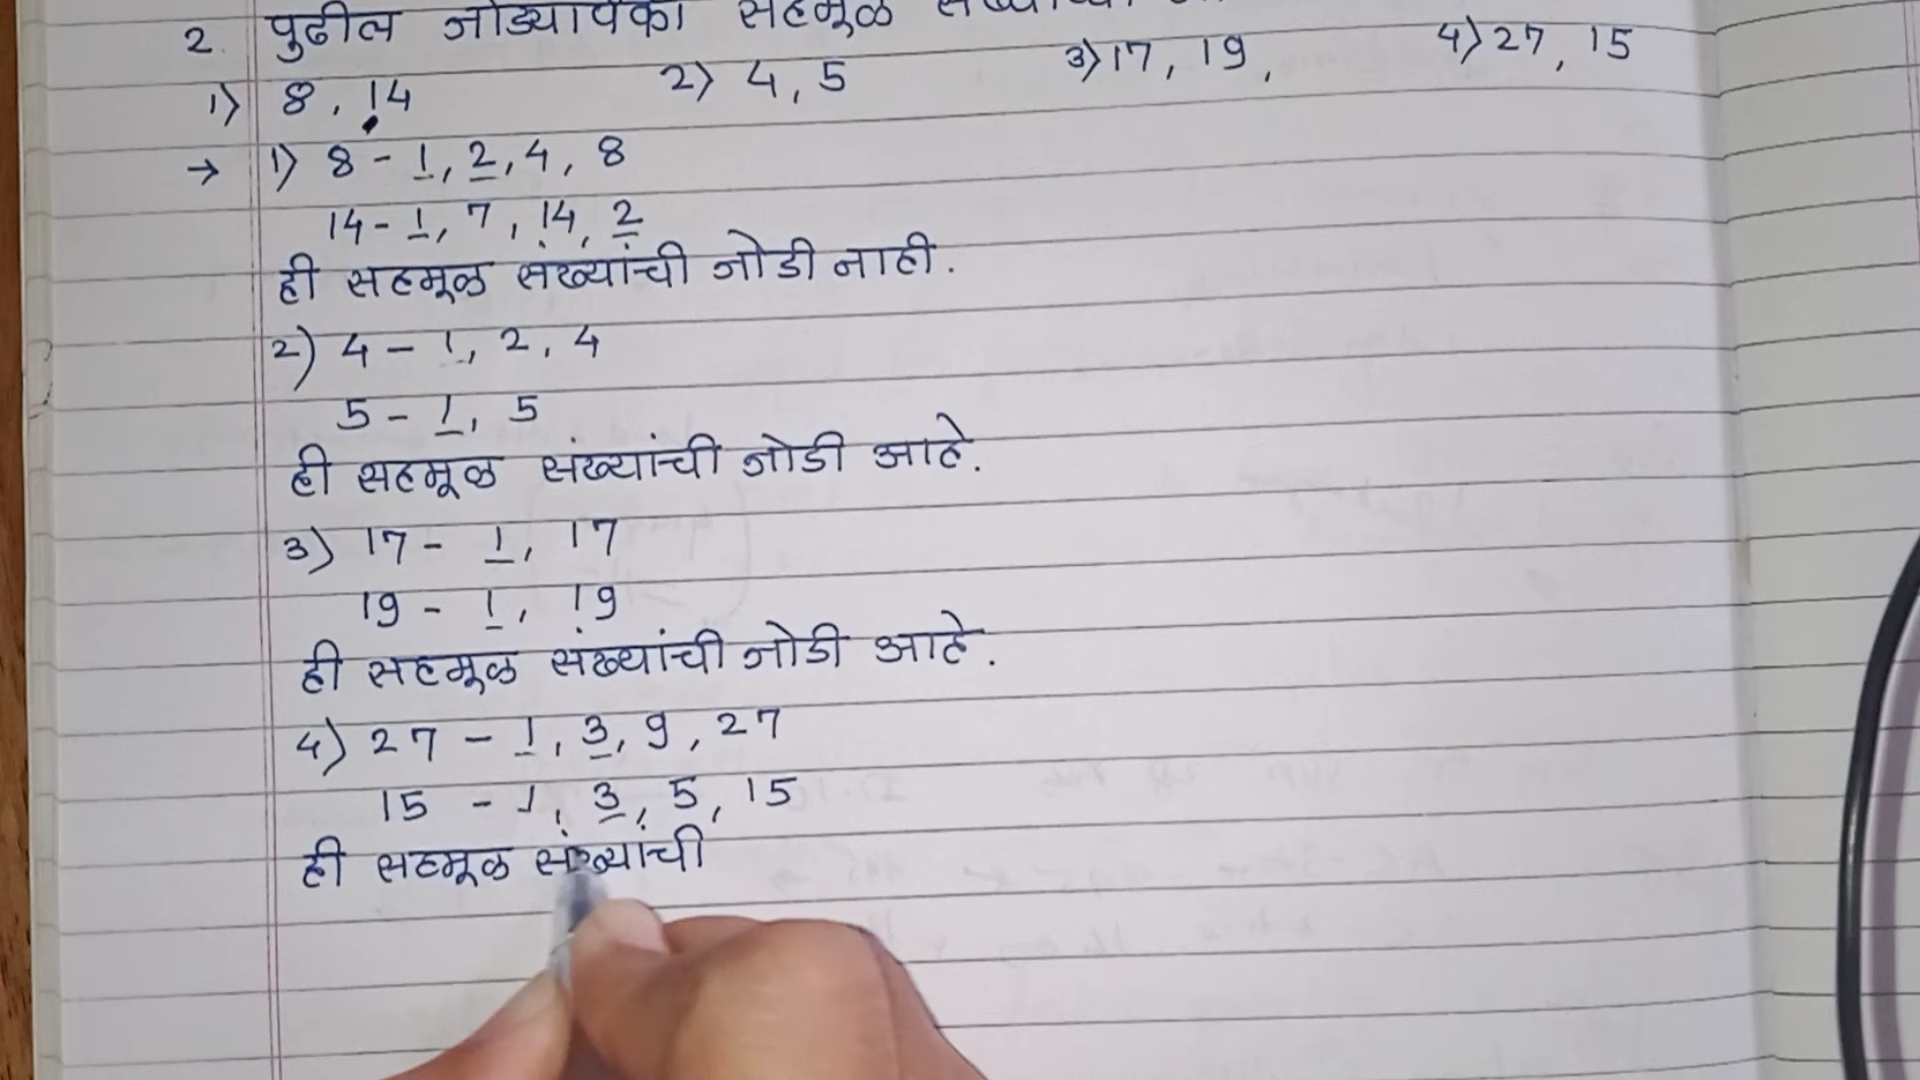 2. पुढील जोड्यापैकी सहमूळ
1) 8, 14 2) 4, 5 3) 17, 19, 4) 27, 15
→ 1) 8 - 1, 2, 4, 8
14 - 1, 7, 14, 2
ही सहमूळ संख्यांची जोडी नाही.
2) 4 - 1, 2, 4
5 - 1, 5
ही सहमूळ संख्यांची जोडी आहे.
3) 17 - 1, 17
19 - 1, 19
ही सहमूळ संख्यांची जोडी आहे.
4) 27 - 1, 3, 9, 27
15 - 1, 3, 5, 15
ही सहमूळ संख्यांची